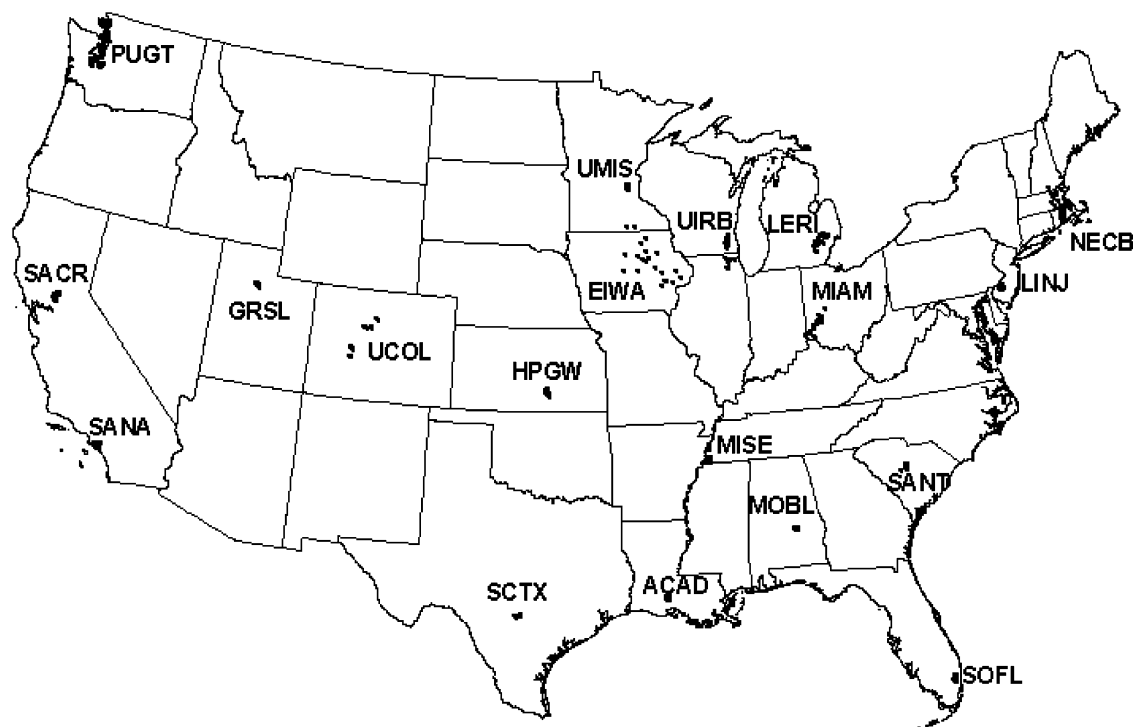 PUGT
UMIS
UIRB
LERI
NECB
SACR
GRSL
EIWA
MIAM
LINJ
UCOL
HPGW
SANA
MISE
SANT
MOBL
ACAD
SCTX
SOFL